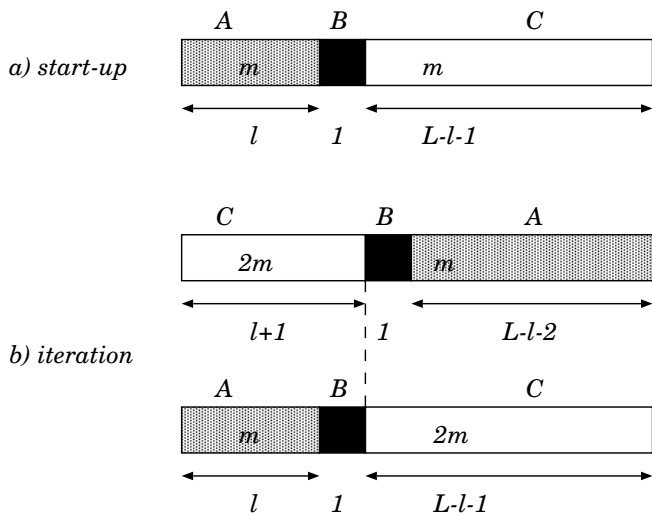 A B C
a) start-up m m
l 1 L-l-1
C B A
2m m
l+1 1 L-l-2
b) iteration
A B C
m 2m
l 1 L-l-1